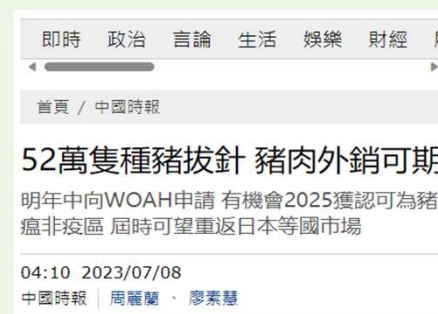 即時 政治 言論 生活 娛樂 財經
首頁 / 中國時報
52萬隻種豬拔針 豬肉外銷可期
明年中向WOAH申請 有機會2025獲認可為豬
瘟非疫區 屆時可望重返日本等國市場
04:10 2023/07/08
中國時報 | 周麗蘭 、 廖素慧